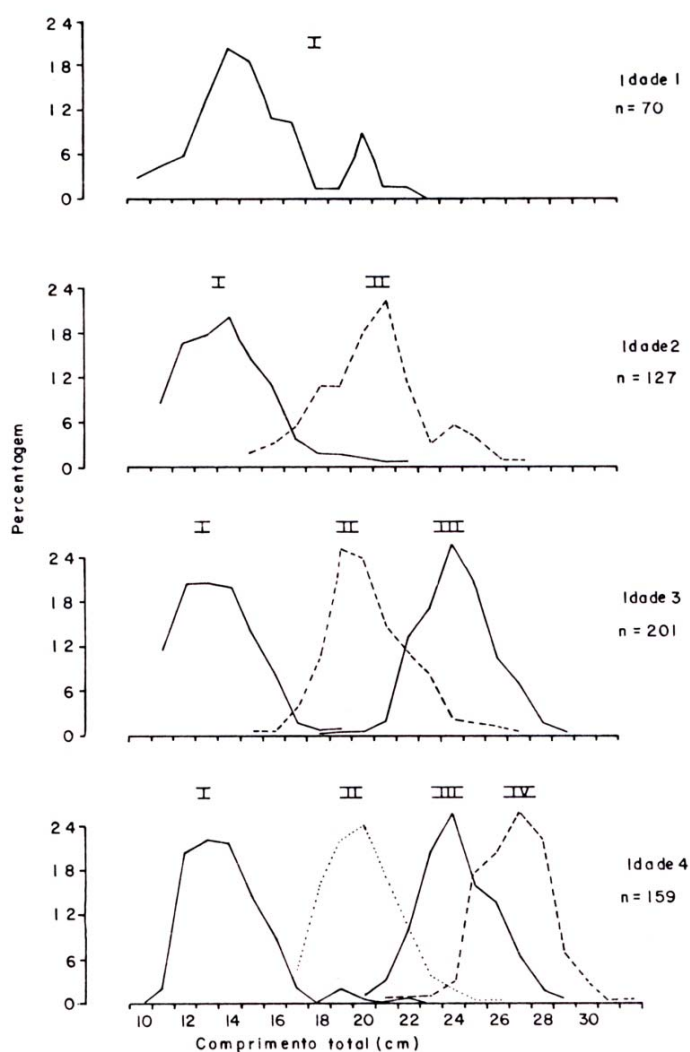 24
18
12
6
0
I
Idade 1
n = 70
24
18
12
6
0
I II
Idade 2
n = 127
Percentagem
24
18
12
6
0
I II III
Idade 3
n = 201
24
18
12
6
0
I II III IV
Idade 4
n = 159
10 12 14 16 18 20 22 24 26 28 30
Comprimento total (cm)